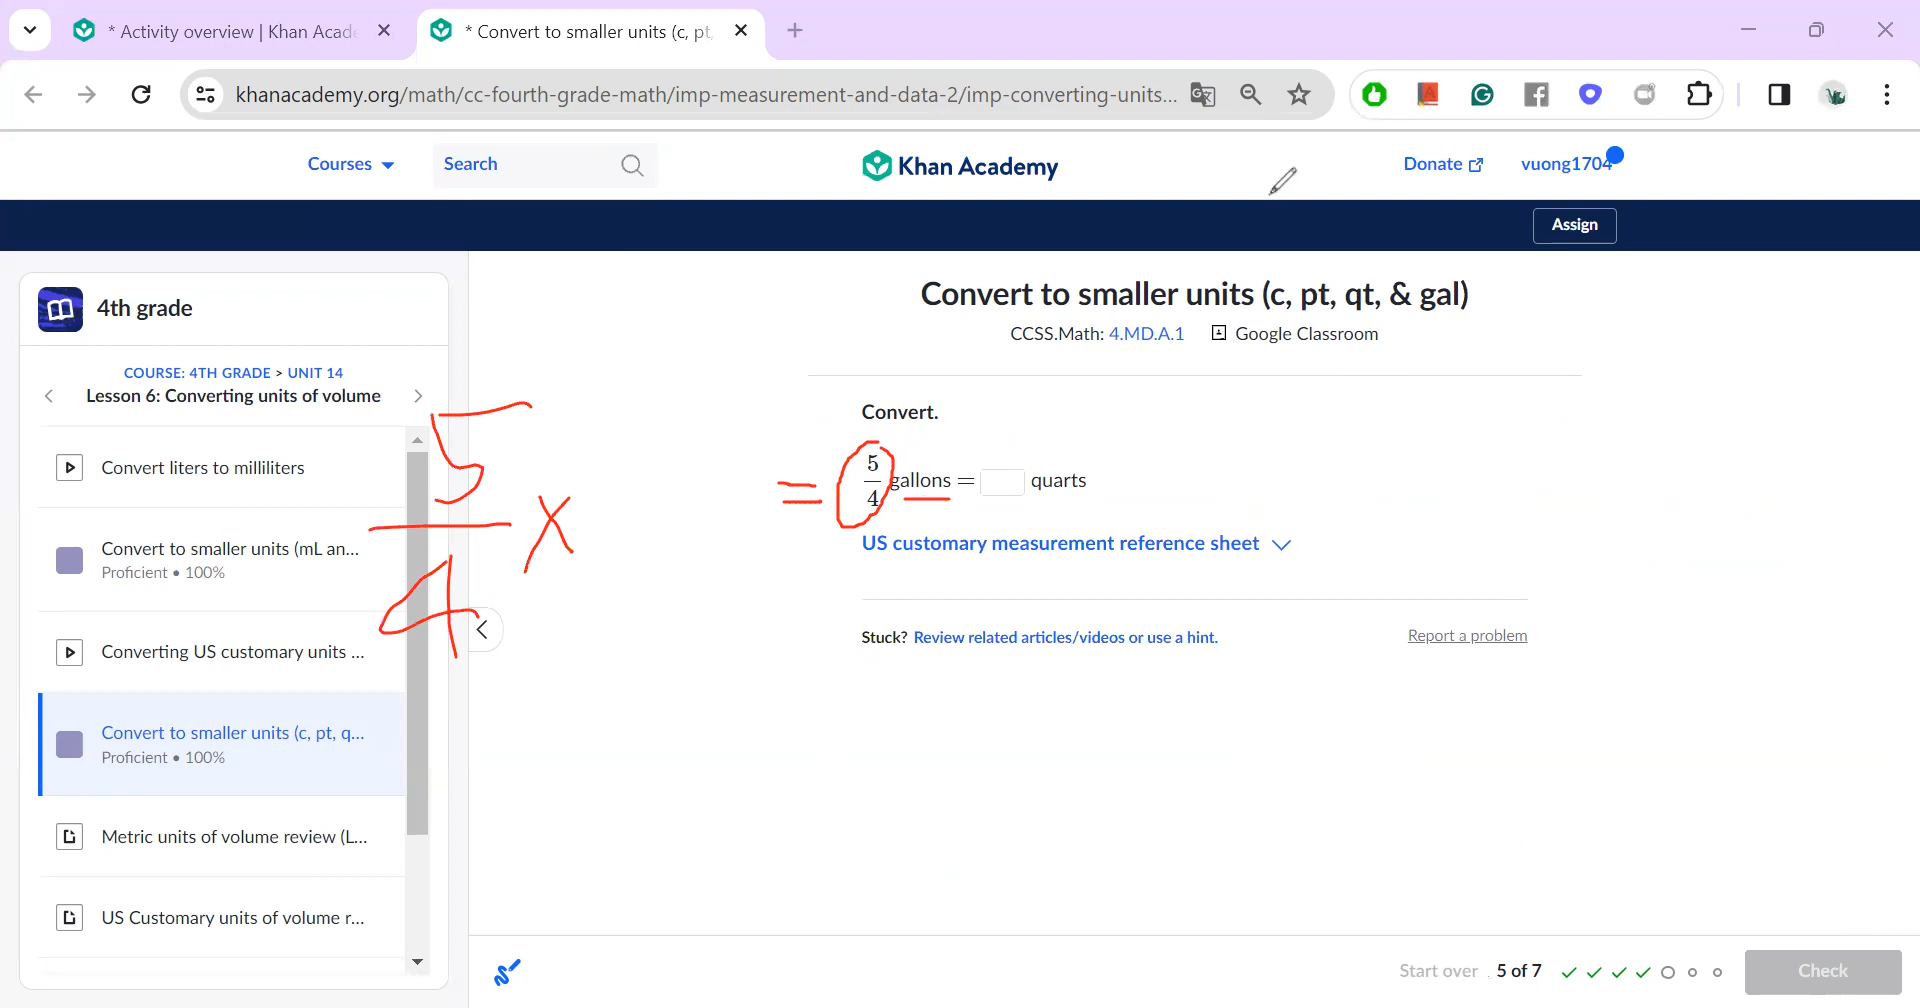 * Activity overview | Khan Acade
* Convert to smaller units (c, pt,
khanacademy.org/math/cc-fourth-grade-math/imp-measurement-and-data-2/imp-converting-units...
Courses
Search
Khan Academy
Donate
vuong1704
Assign
4th grade
COURSE: 4TH GRADE > UNIT 14
Lesson 6: Converting units of volume
Convert liters to milliliters
Convert to smaller units (mL an...
Proficient • 100%
Converting US customary units ...
Convert to smaller units (c, pt, q...
Proficient • 100%
Metric units of volume review (L...
US Customary units of volume r...
5
4
x
Convert to smaller units (c, pt, qt, & gal)
CCSS.Math: 4.MD.A.1 Google Classroom
Convert.
= 5/4 gallons = quarts
US customary measurement reference sheet
Stuck? Review related articles/videos or use a hint.
Report a problem
Start over
5 of 7
Check